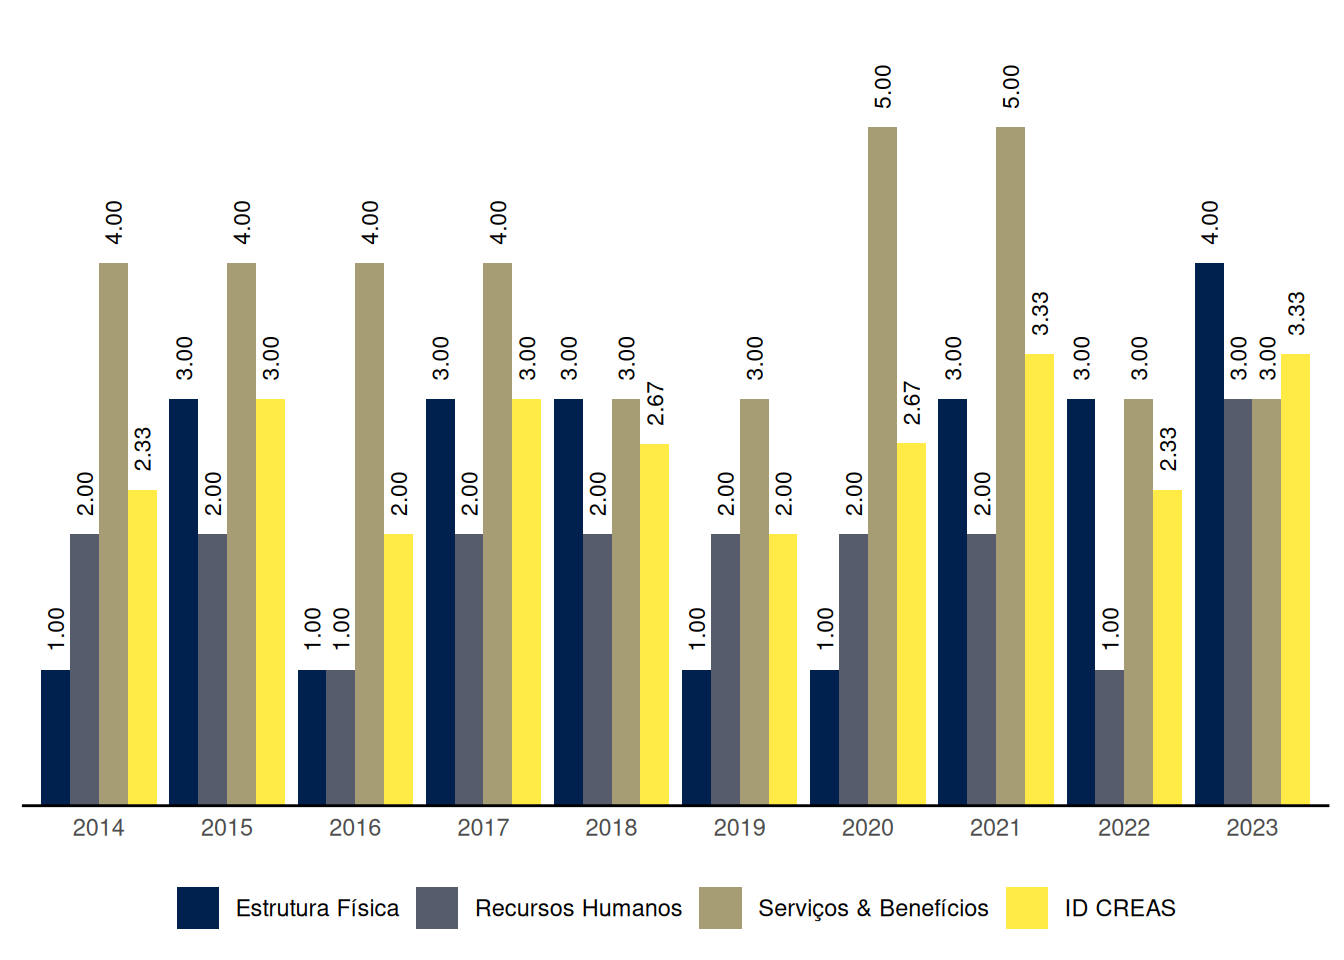 5.00 5.00
4.00 4.00 4.00 4.00 4.00
3.33 3.33
3.00 3.00 3.00 3.00 3.00 3.00 3.00 3.00 3.00 3.00 3.00 3.00
2.67 2.67
2.33 2.33
2.00 2.00 2.00 2.00 2.00 2.00 2.00 2.00 2.00
1.00 1.00 1.00 1.00 1.00 1.00
2014 2015 2016 2017 2018 2019 2020 2021 2022 2023
Estrutura Física Recursos Humanos Serviços & Benefícios ID CREAS